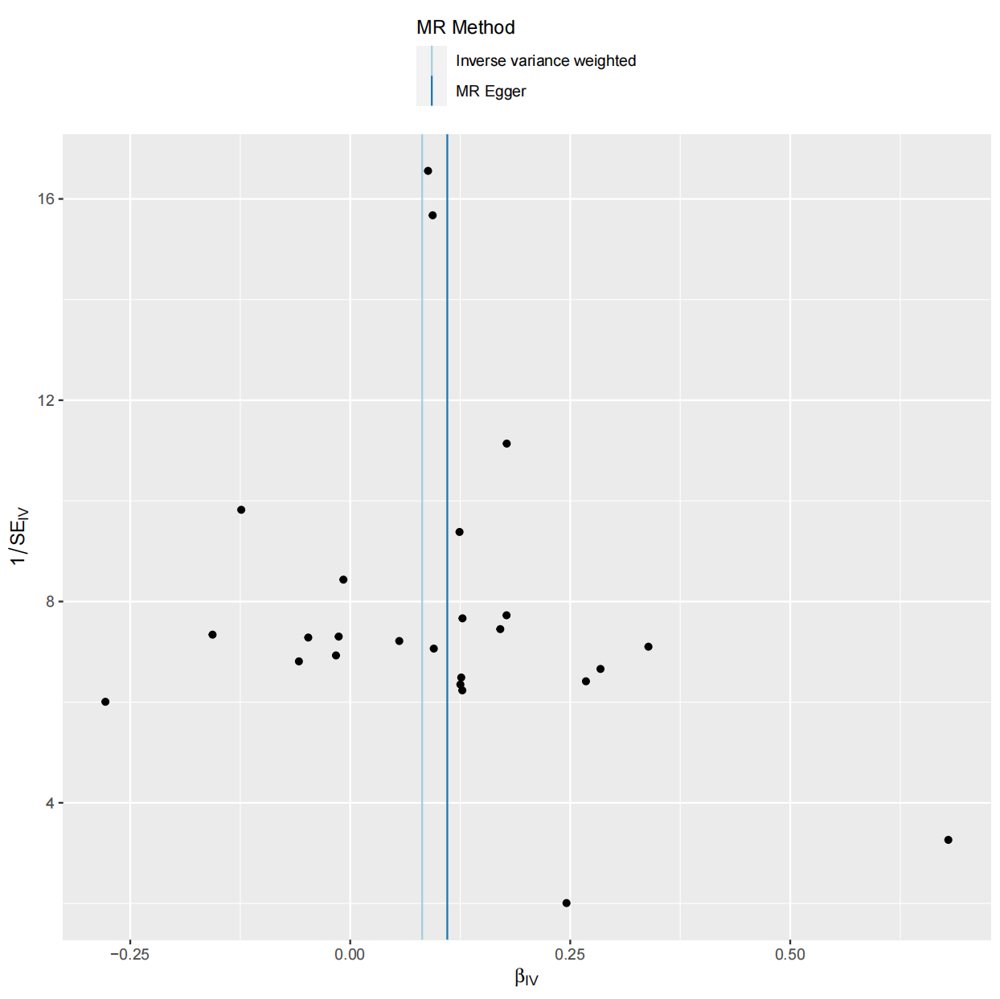 MR Method
Inverse variance weighted
MR Egger
16
12
8
4
1/SE_IV
−0.25
0.00
0.25
0.50
β_IV